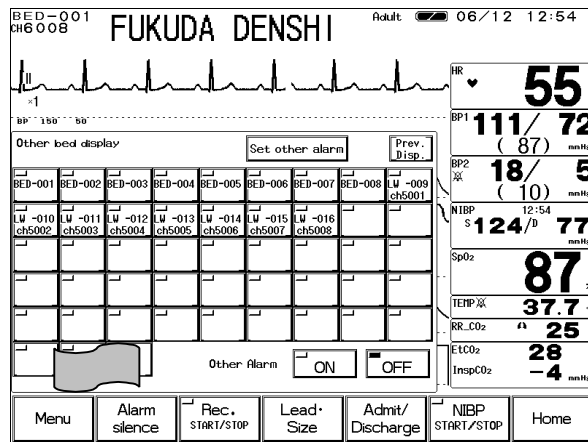 BED-001
CH6008
FUKUDA DENSHI
Adult 06/12 12:54
II
×1
BP 150 50
HR
55
BP1
111/ 72
(87) mmH
BP2
18/ 5
(10) mmH
NIBP 12:54
S 124/D 77
mmH
SpO2
87
TEMP
37.7
RR_CO2
25
EtCO2
28
InspCO2
-4 mmH
Other bed display
Set other alarm
Prev. Disp.
BED-001 BED-002 BED-003 BED-004 BED-005 BED-006 BED-007 BED-008 LW -009
ch5001
LW -010 LW -011 LW -012 LW -013 LW -014 LW -015 LW -016
ch5002 ch5003 ch5004 ch5005 ch5006 ch5007 ch5008
Other Alarm ON OFF
Menu
Alarm silence
Rec. START/STOP
Lead・ Size
Admit/ Discharge
NIBP START/STOP
Home